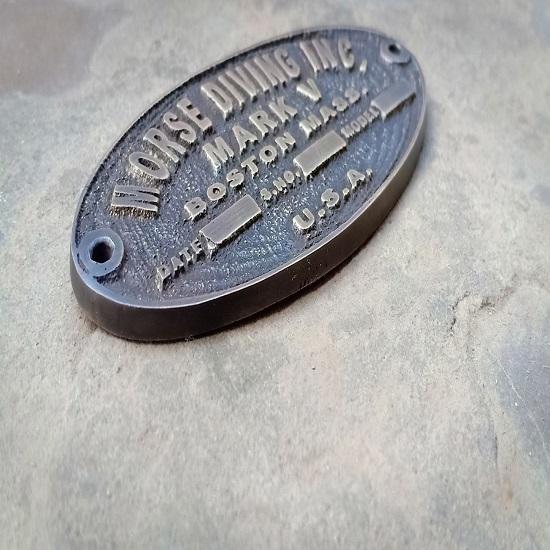 MORSE DIVING INC.
MARK V
BOSTON MASS.
DATE S.NO. MODEL
U.S.A.